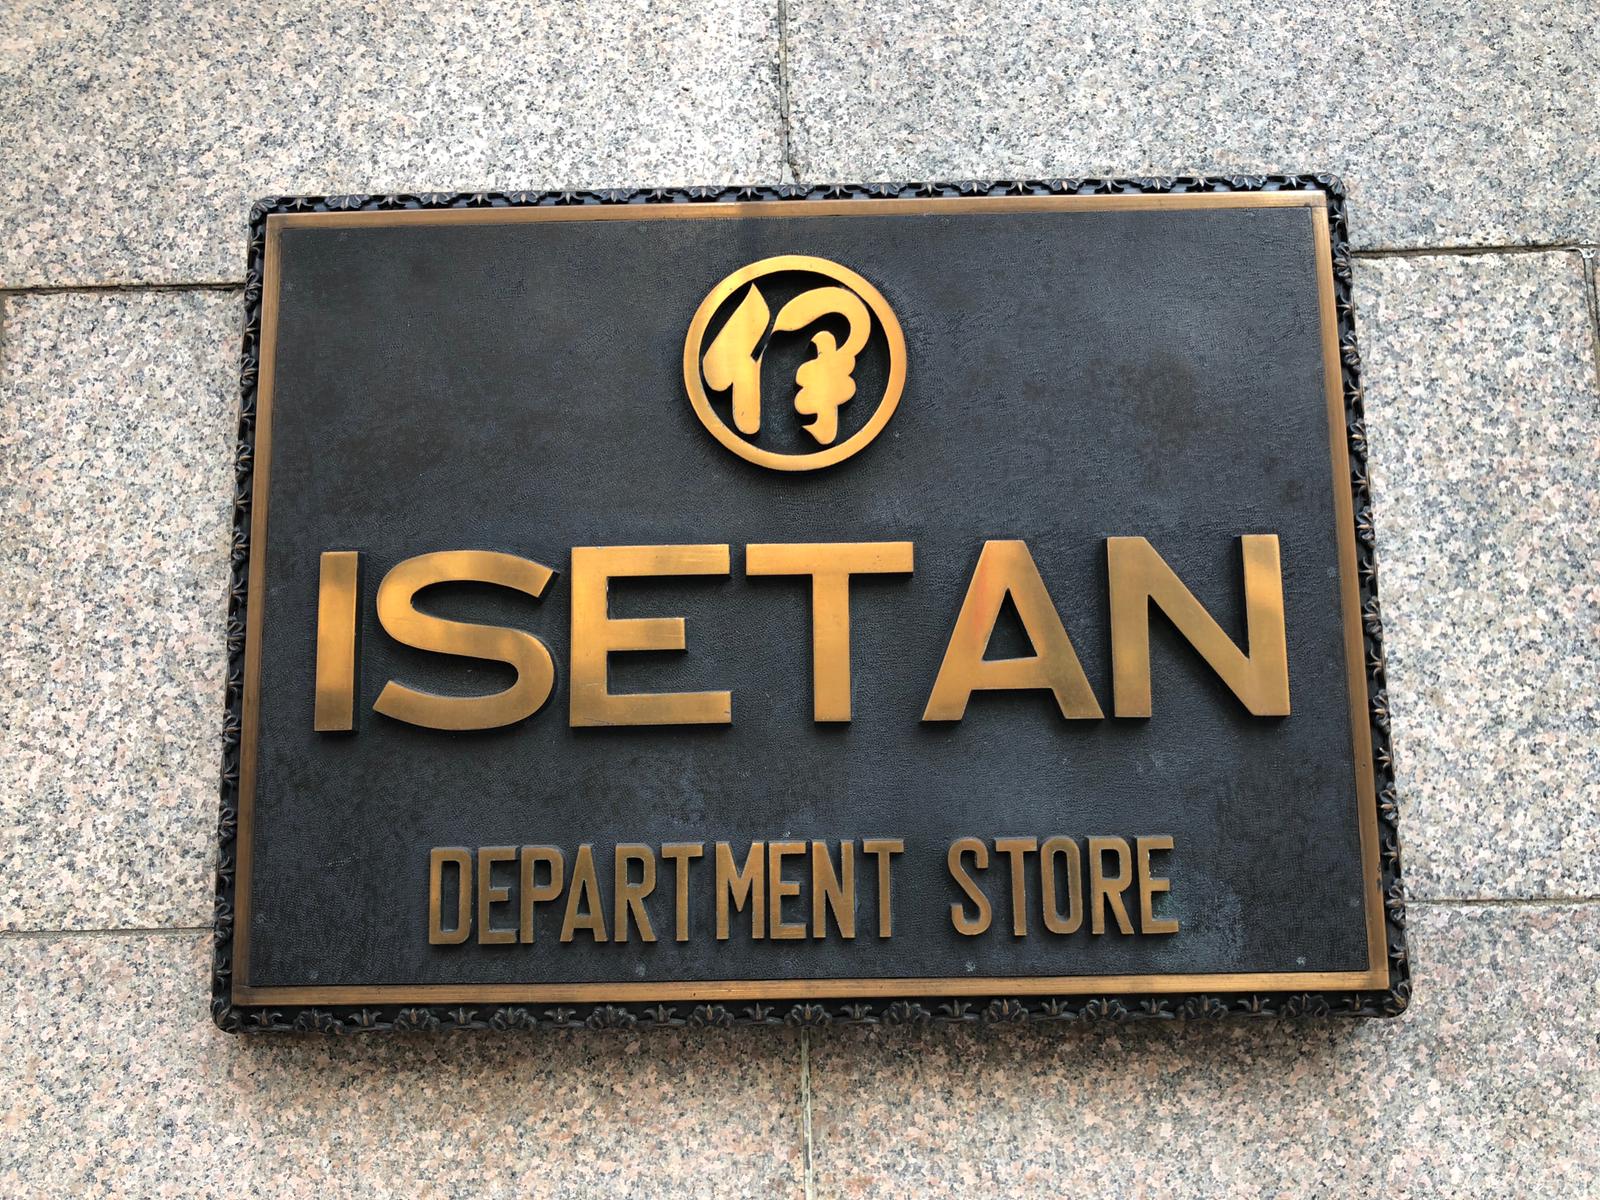 伊
ISETAN
DEPARTMENT STORE